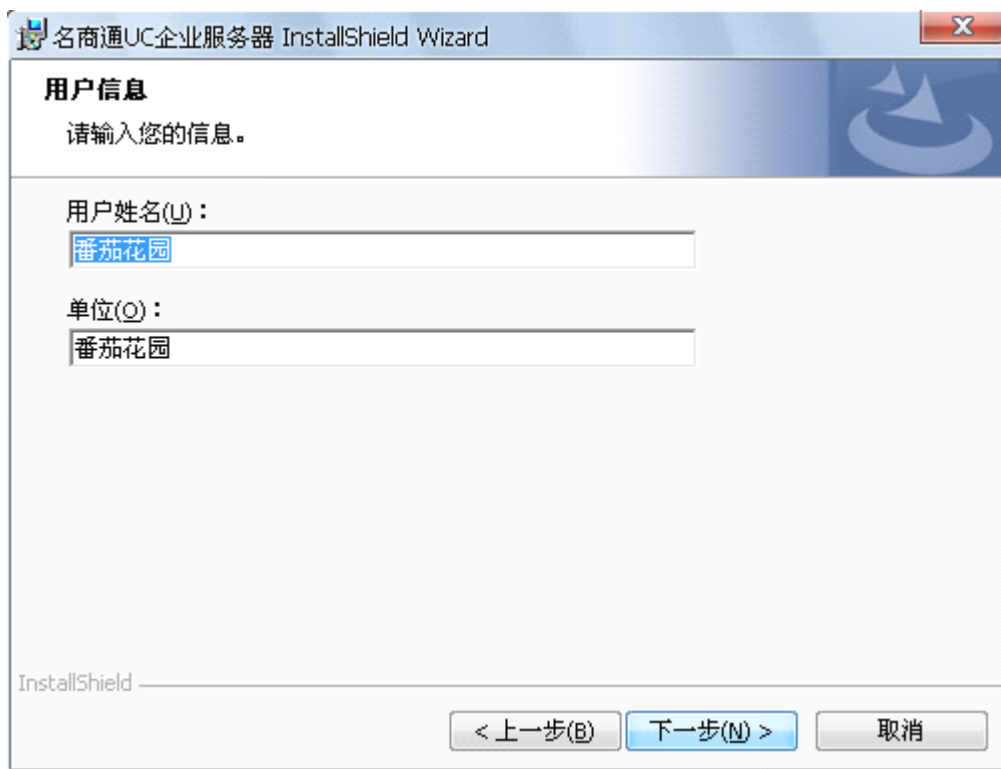 名商通UC企业服务器 InstallShield Wizard
用户信息
请输入您的信息。
用户姓名(U)：
番茄花园
单位(O)：
番茄花园
InstallShield
< 上一步(B) 下一步(N) > 取消